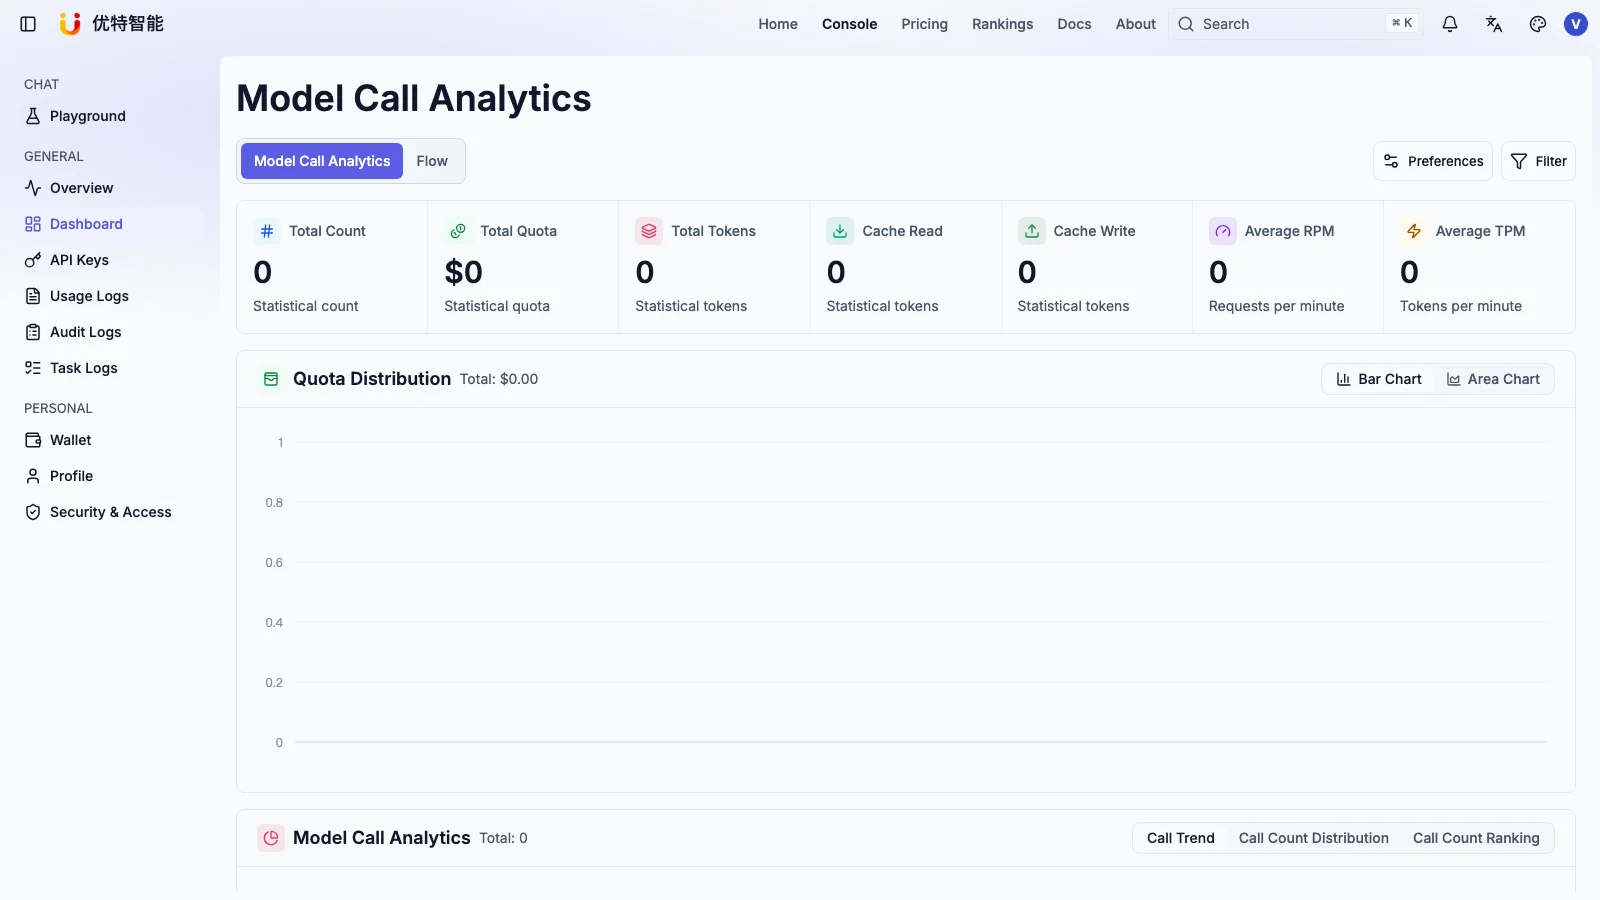 优特智能
Home
Console
Pricing
Rankings
Docs
About
Search
⌘ K
V
CHAT
Playground
GENERAL
Overview
Dashboard
API Keys
Usage Logs
Audit Logs
Task Logs
PERSONAL
Wallet
Profile
Security & Access
Model Call Analytics
Model Call Analytics
Flow
Preferences
Filter
Total Count
0
Statistical count
Total Quota
$0
Statistical quota
Total Tokens
0
Statistical tokens
Cache Read
0
Statistical tokens
Cache Write
0
Statistical tokens
Average RPM
0
Requests per minute
Average TPM
0
Tokens per minute
Quota Distribution Total: $0.00
Bar Chart
Area Chart
1
0.8
0.6
0.4
0.2
0
Model Call Analytics Total: 0
Call Trend
Call Count Distribution
Call Count Ranking